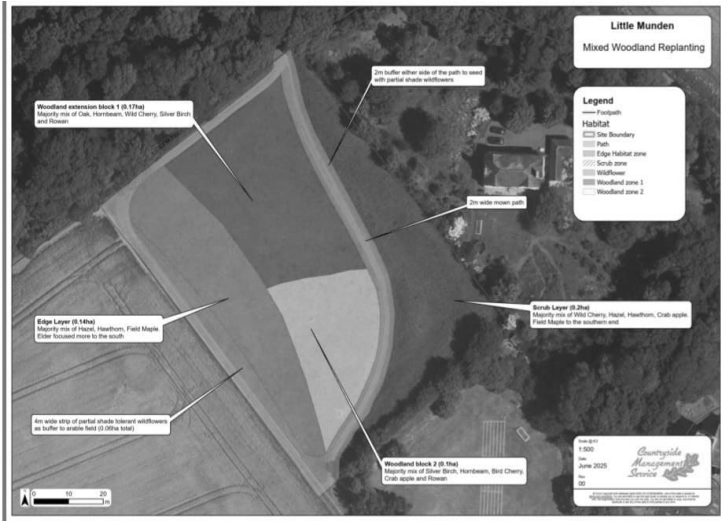 Little Munden
Mixed Woodland Replanting
2m buffer either side of the path to seed
with partial shade wildflowers
Woodland extension block 1 (0.17ha)
Majority mix of Oak, Hornbeam, Wild Cherry, Silver Birch
and Rowan
Legend
Footpath
Habitat
Site Boundary
Path
Edge Habitat zone
Scrub zone
Wildflower
Woodland zone 1
Woodland zone 2
2m wide mown path
Scrub Layer (0.2ha)
Majority mix of Wild Cherry, Hazel, Hawthorn, Crab apple.
Field Maple to the southern end
Edge Layer (0.14ha)
Majority mix of Hazel, Hawthorn, Field Maple.
Elder focused more to the south
4m wide strip of partial shade tolerant wildflowers
as buffer to arable field (0.06ha total)
Woodland block 2 (0.1ha)
Majority mix of Silver Birch, Hornbeam, Bird Cherry,
Crab apple and Rowan
1:500
Date
June 2025
Rev
00
Countryside
Management
Service
0 10 20
m